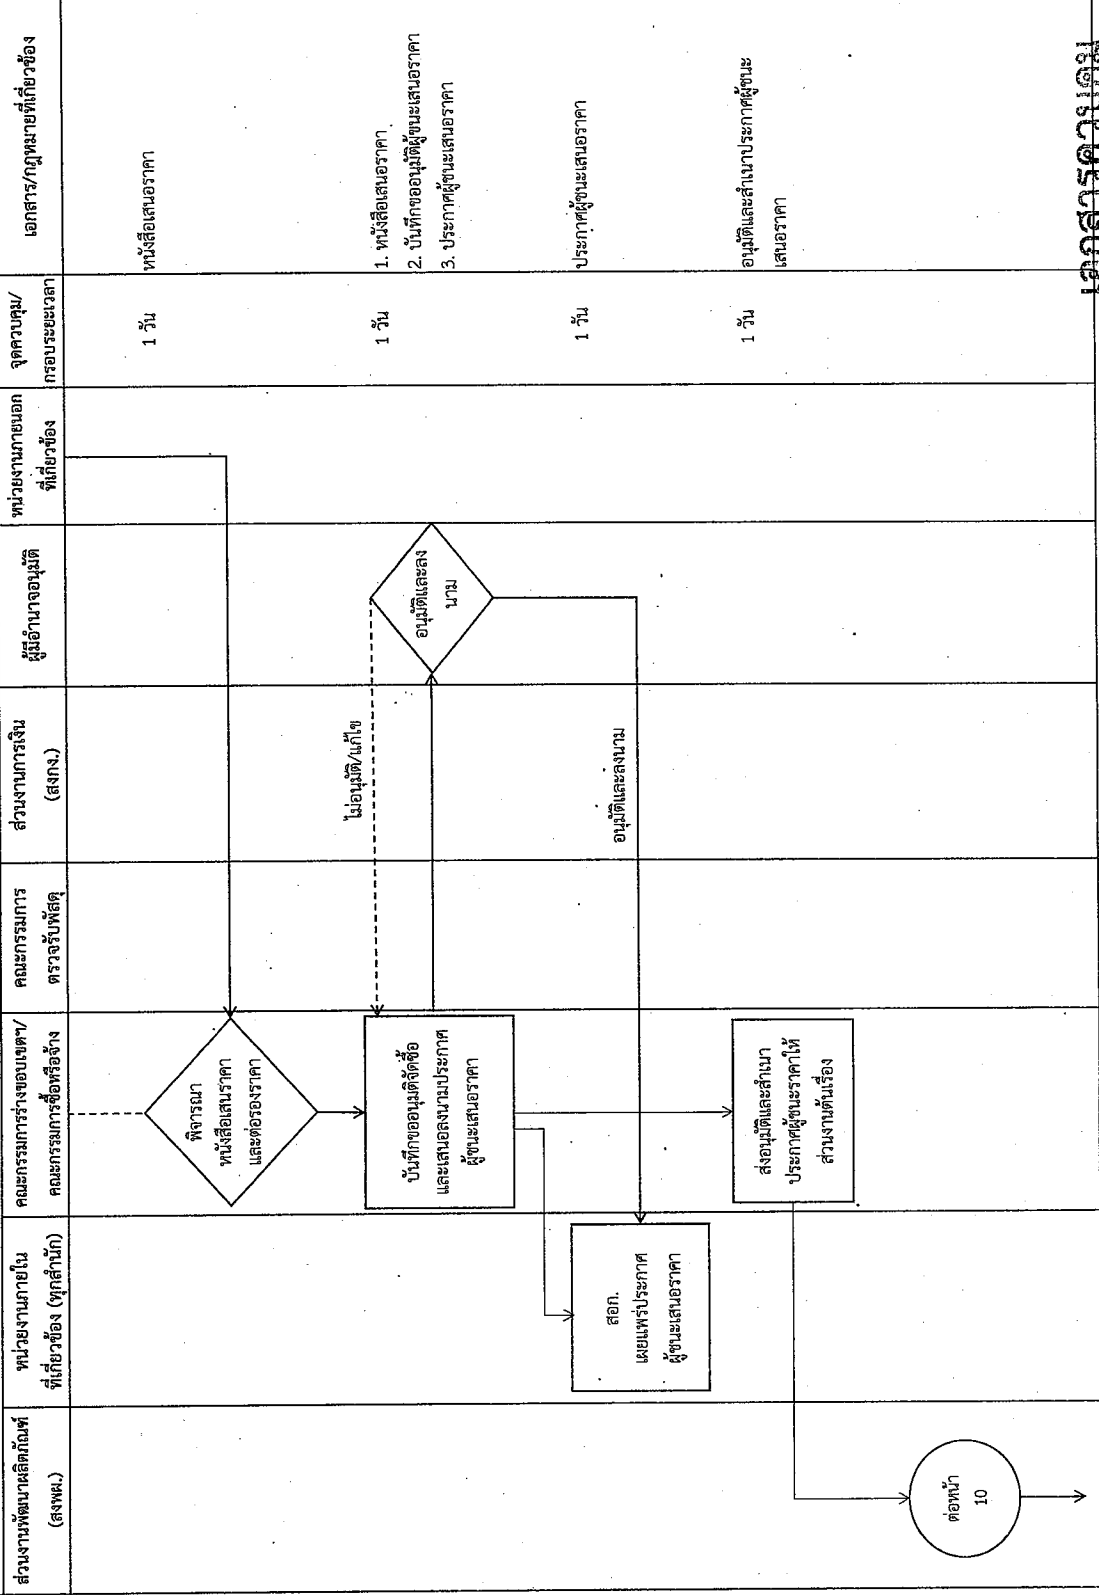 ส่วนงานพัฒนาผลิตภัณฑ์
(สงพผ.)
หน่วยงานภายใน
ที่เกี่ยวข้อง (ทุกสำนัก)
คณะกรรมการร่างขอบเขตฯ/
คณะกรรมการซื้อหรือจ้าง
คณะกรรมการ
ตรวจรับพัสดุ
ส่วนงานการเงิน
(สงกง.)
ผู้มีอำนาจอนุมัติ
หน่วยงานภายนอก
ที่เกี่ยวข้อง
จุดควบคุม/
กรอบระยะเวลา
เอกสาร/กฎหมายที่เกี่ยวข้อง
พิจารณา
หนังสือเสนราคา
และต่อรองราคา
1 วัน
หนังสือเสนอราคา
ไม่อนุมัติ/แก้ไข
บันทึกขออนุมติจัดซื้อ
และเสนอลงนามประกาศ
ผู้ชนะเสนอราคา
อนุมัติและลง
นาม
1 วัน
1. หนังสือเสนอราคา
2. บันทึกขออนุมัติผู้ชนะเสนอราคา
3. ประกาศผู้ชนะเสนอราคา
สอก.
เผยแพร่ประกาศ
ผู้ชนะเสนอราคา
อนุมัติและลงนาม
1 วัน
ประกาศผู้ชนะเสนอราคา
ส่งอนุมัติและสำเนา
ประกาศผู้ชนะราคาให้
ส่วนงานต้นเรื่อง
1 วัน
อนุมัติและสำเนาประกาศผู้ชนะ
เสนอราคา
ต่อหน้า
10
เอกสารควบคุม